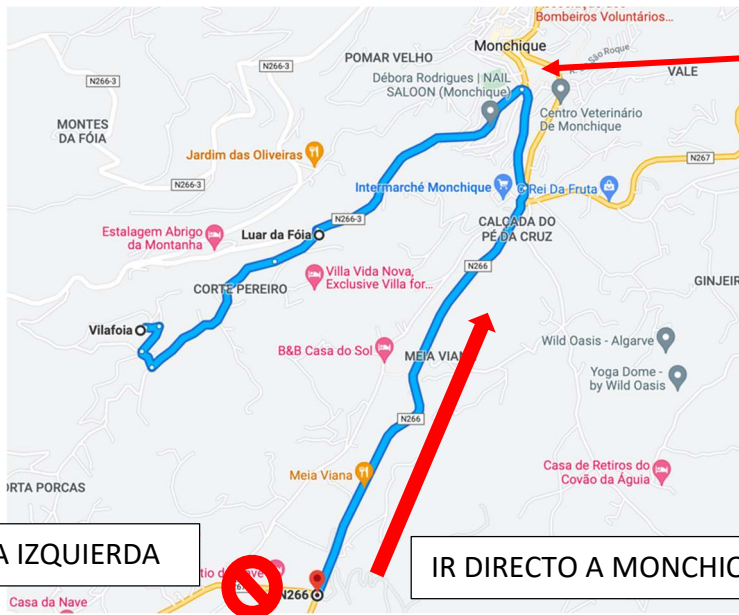 Bombeiros Voluntários...
Monchique
POMAR VELHO
São Roque
VALE
N266-3
N266-3
Débora Rodrigues | NAIL
SALOON (Monchique)
Centro Veterinário
De Monchique
MONTES
DA FÓIA
Jardim das Oliveiras
N267
N266-3
Intermarché Monchique
Rei Da Fruta
N266-3
CALÇADA DO
PÉ DA CRUZ
Estalagem Abrigo
da Montanha
Luar da Fóia
N266
Villa Vida Nova,
Exclusive Villa for...
CORTE PEREIRO
GINJEIR
Vilafoia
Wild Oasis - Algarve
B&B Casa do Sol
MEIA VIAN
Yoga Dome -
by Wild Oasis
N266
Meia Viana
Casa de Retiros do
Covão da Águia
ORTA PORCAS
A IZQUIERDA
IR DIRECTO A MONCHIQ
N266
Casa da Nave